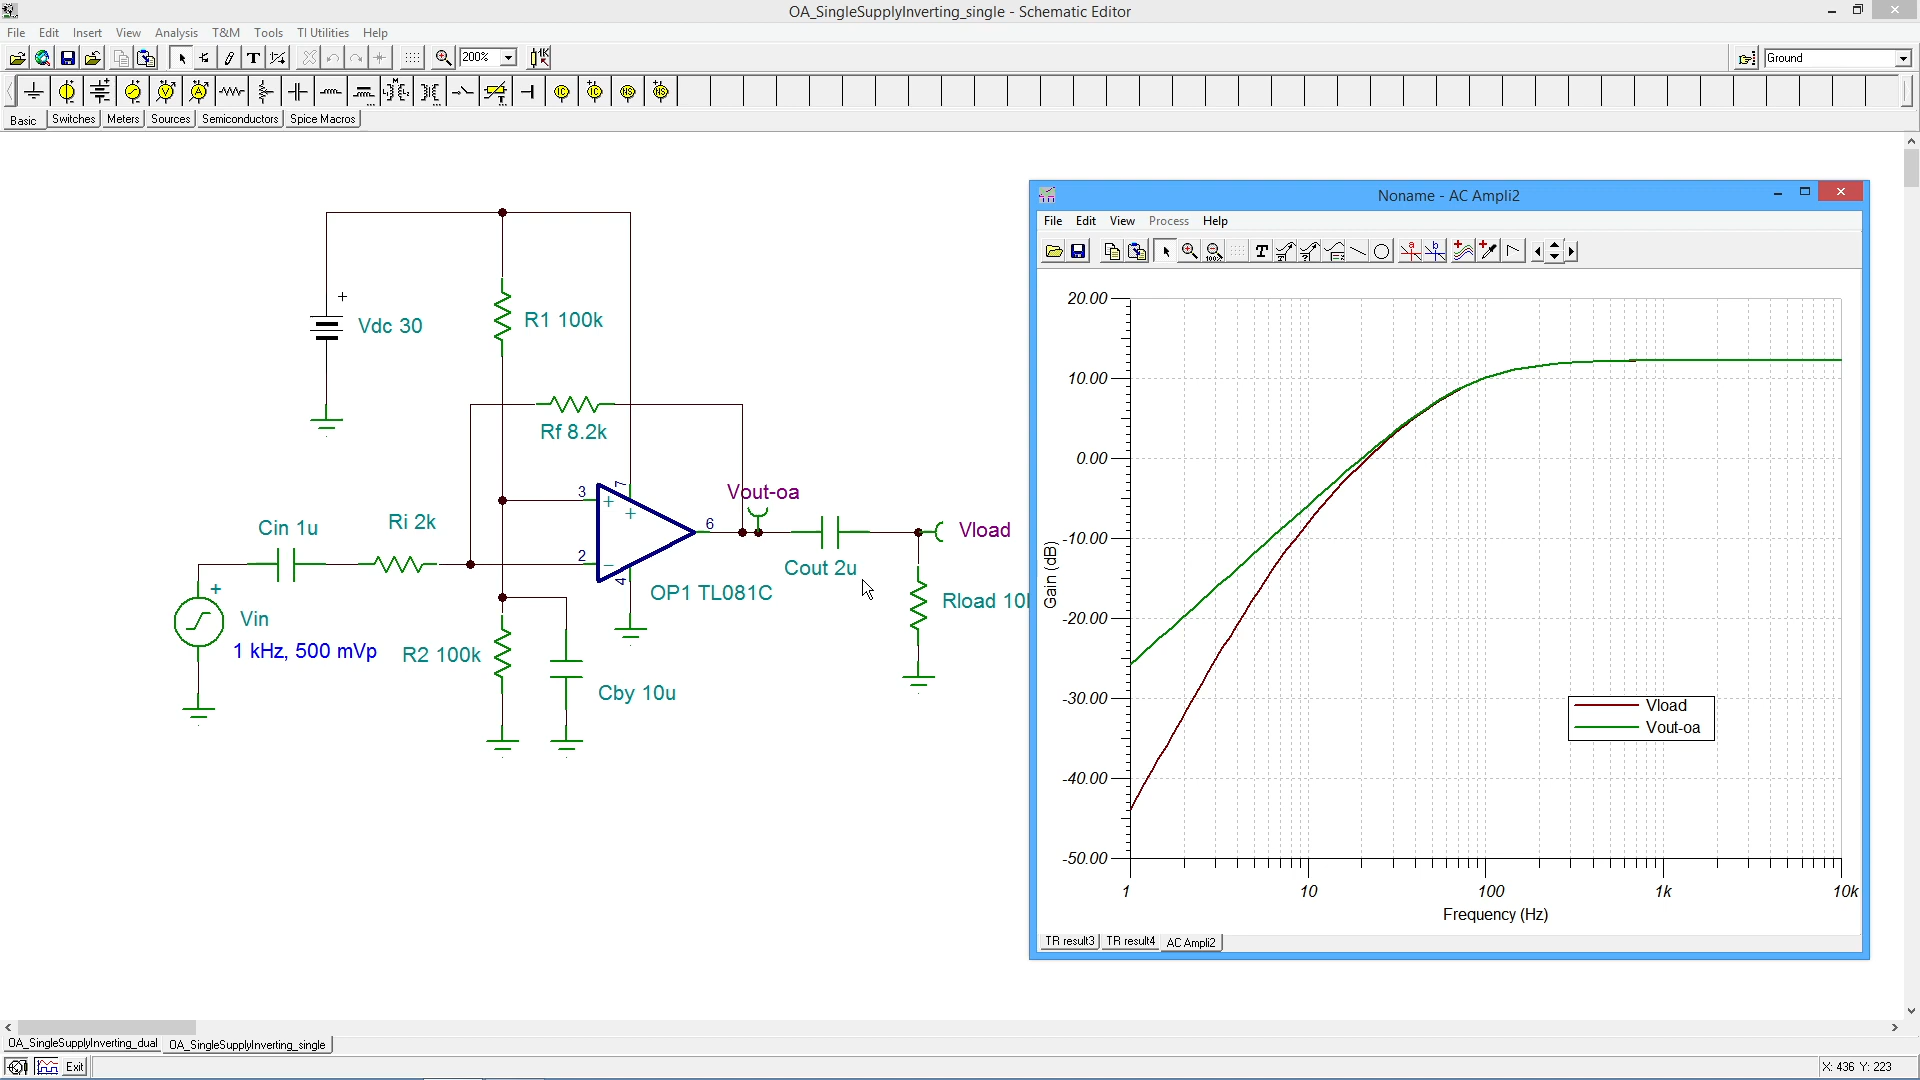 OA_SingleSupplyInverting_single - Schematic Editor
File Edit Insert View Analysis T&M Tools TI Utilities Help
200%
1K
Ground
Basic Switches Meters Sources Semiconductors Spice Macros
Noname - AC Ampli2
File Edit View Process Help
+
Vdc 30
R1 100k
Rf 8.2k
Vout-oa
3
7
+
+
6
Vload
Cin 1u
Ri 2k
2
-
4
Cout 2u
OP1 TL081C
+
Vin
1 kHz, 500 mVp
R2 100k
Cby 10u
Rload 10
20.00
10.00
0.00
-10.00
-20.00
-30.00
-40.00
-50.00
Gain (dB)
Vload
Vout-oa
1 10 100 1k 10k
Frequency (Hz)
TR result3 TR result4 AC Ampli2
OA_SingleSupplyInverting_dual OA_SingleSupplyInverting_single
Exit
X: 436 Y: 223